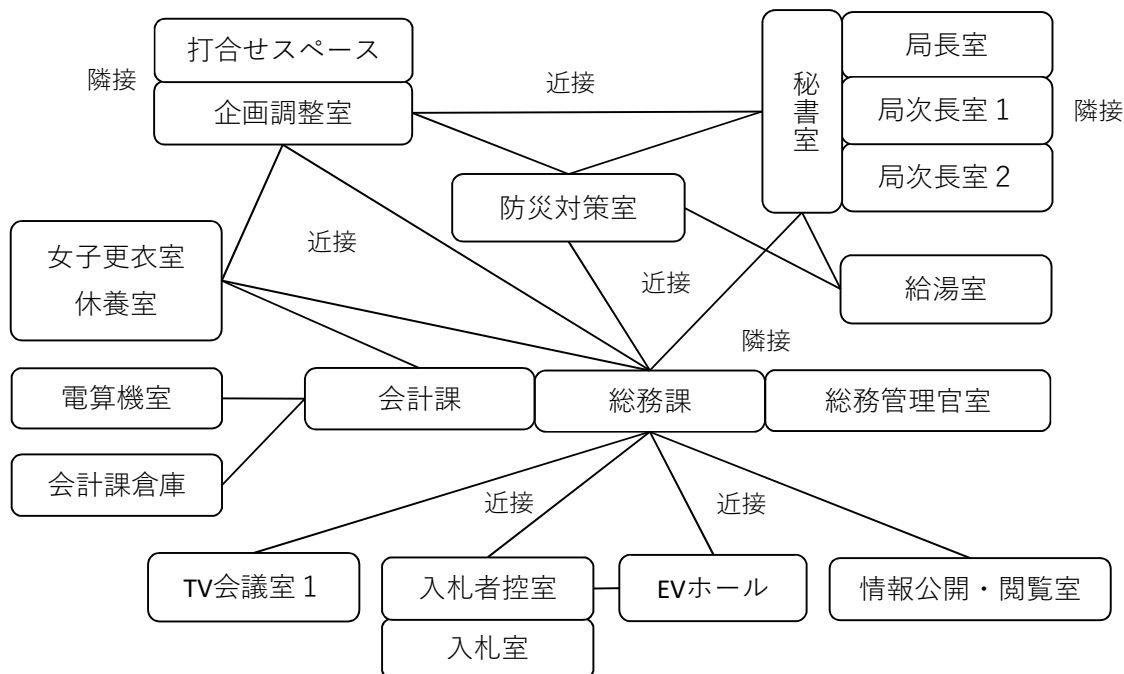 打合せスペース
隣接
企画調整室
近接
秘書室
局長室
局次長室1
隣接
局次長室2
防災対策室
女子更衣室
休養室
近接
近接
給湯室
隣接
電算機室
会計課
総務課
総務管理官室
会計課倉庫
近接
近接
TV会議室1
入札者控室
EVホール
情報公開・閲覧室
入札室